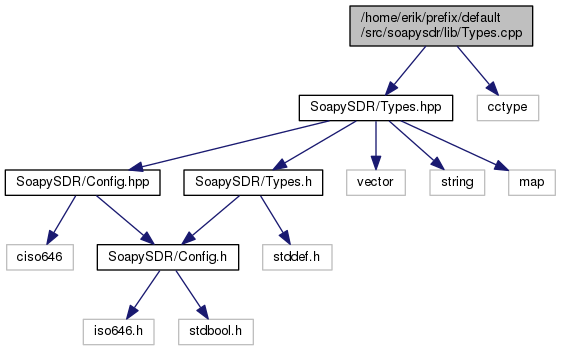 /home/erik/prefix/default
/src/soapysdr/lib/Types.cpp
SoapySDR/Types.hpp
cctype
SoapySDR/Config.hpp
SoapySDR/Types.h
vector
string
map
ciso646
SoapySDR/Config.h
stddef.h
iso646.h
stdbool.h